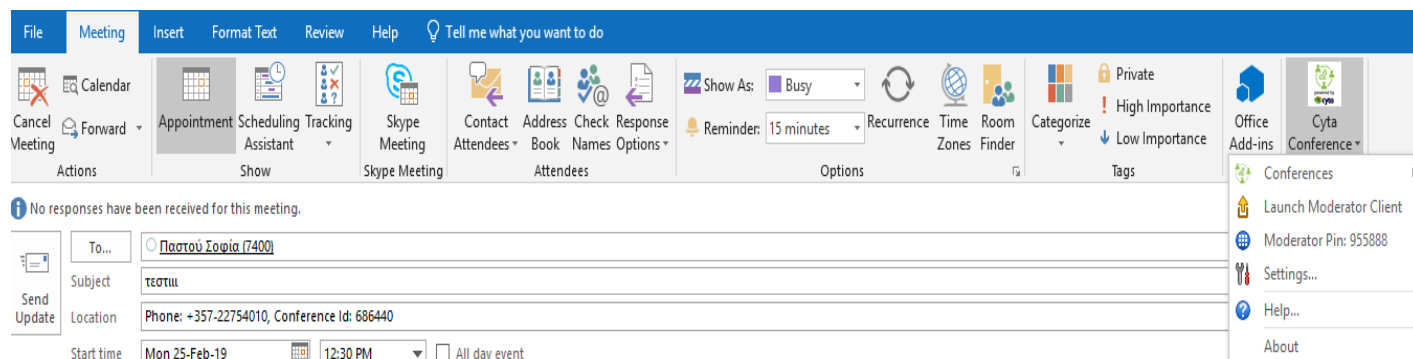 File Meeting Insert Format Text Review Help Tell me what you want to do
Cancel Meeting
Calendar
Forward
Actions
Appointment
Scheduling Assistant
Tracking
Show
Skype Meeting
Skype Meeting
Contact Attendees
Address Book
Check Names
Response Options
Attendees
Show As: Busy
Reminder: 15 minutes
Recurrence
Time Zones
Room Finder
Options
Categorize
Private
High Importance
Low Importance
Tags
Office Add-ins
powered by cyta
Cyta Conference
Conferences
Launch Moderator Client
Moderator Pin: 955888
Settings...
Help...
About
No responses have been received for this meeting.
Send Update
To... Παστού Σοφία (7400)
Subject τεστιιι
Location Phone: +357-22754010, Conference Id: 686440
Start time Mon 25-Feb-19 12:30 PM All day event